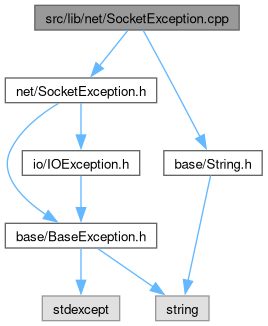 src/lib/net/SocketException.cpp
net/SocketException.h
io/IOException.h
base/String.h
base/BaseException.h
stdexcept
string